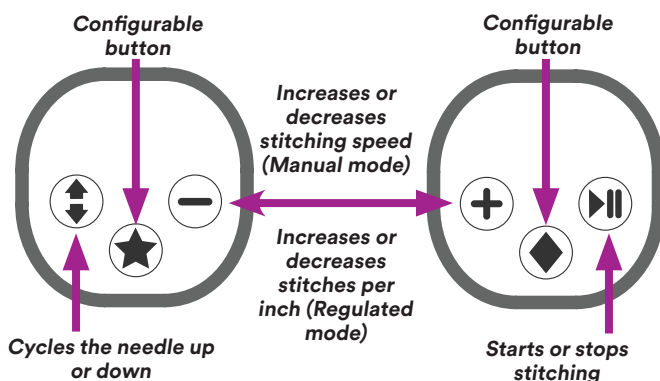 Configurable
button
Configurable
button
Increases or
decreases
stitching speed
(Manual mode)
Increases or
decreases
stitches per
inch (Regulated
mode)
Cycles the needle up
or down
Starts or stops
stitching